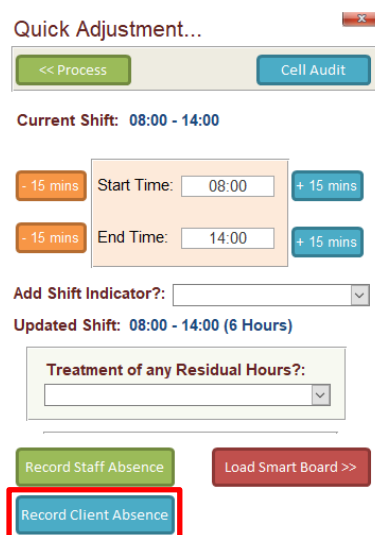 Quick Adjustment...
x
<< Process Cell Audit
Current Shift: 08:00 - 14:00
- 15 mins Start Time: 08:00 + 15 mins
- 15 mins End Time: 14:00 + 15 mins
Add Shift Indicator?:
Updated Shift: 08:00 - 14:00 (6 Hours)
Treatment of any Residual Hours?:
Record Staff Absence Load Smart Board >>
Record Client Absence